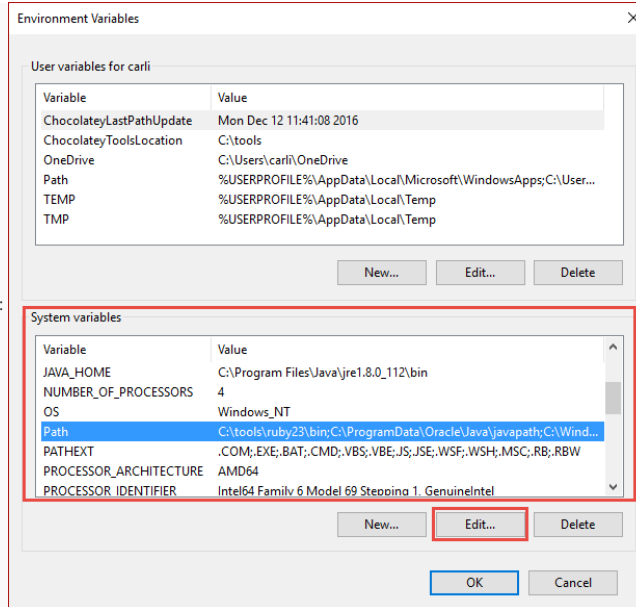 Environment Variables
User variables for carli
Variable Value
ChocolateyLastPathUpdate Mon Dec 12 11:41:08 2016
ChocolateyToolsLocation C:\tools
OneDrive C:\Users\carli\OneDrive
Path %USERPROFILE%\AppData\Local\Microsoft\WindowsApps;C:\User...
TEMP %USERPROFILE%\AppData\Local\Temp
TMP %USERPROFILE%\AppData\Local\Temp
New... Edit... Delete
:
System variables
Variable Value
JAVA_HOME C:\Program Files\Java\jre1.8.0_112\bin
NUMBER_OF_PROCESSORS 4
OS Windows_NT
Path C:\tools\ruby23\bin;C:\ProgramData\Oracle\Java\javapath;C:\Wind...
PATHEXT .COM;.EXE;.BAT;.CMD;.VBS;.VBE;.JS;.JSE;.WSF;.WSH;.MSC;.RB;.RBW
PROCESSOR_ARCHITECTURE AMD64
PROCESSOR_IDENTIFIER Intel64 Family 6 Model 69 Stepping 1, GenuineIntel
New... Edit... Delete
OK Cancel